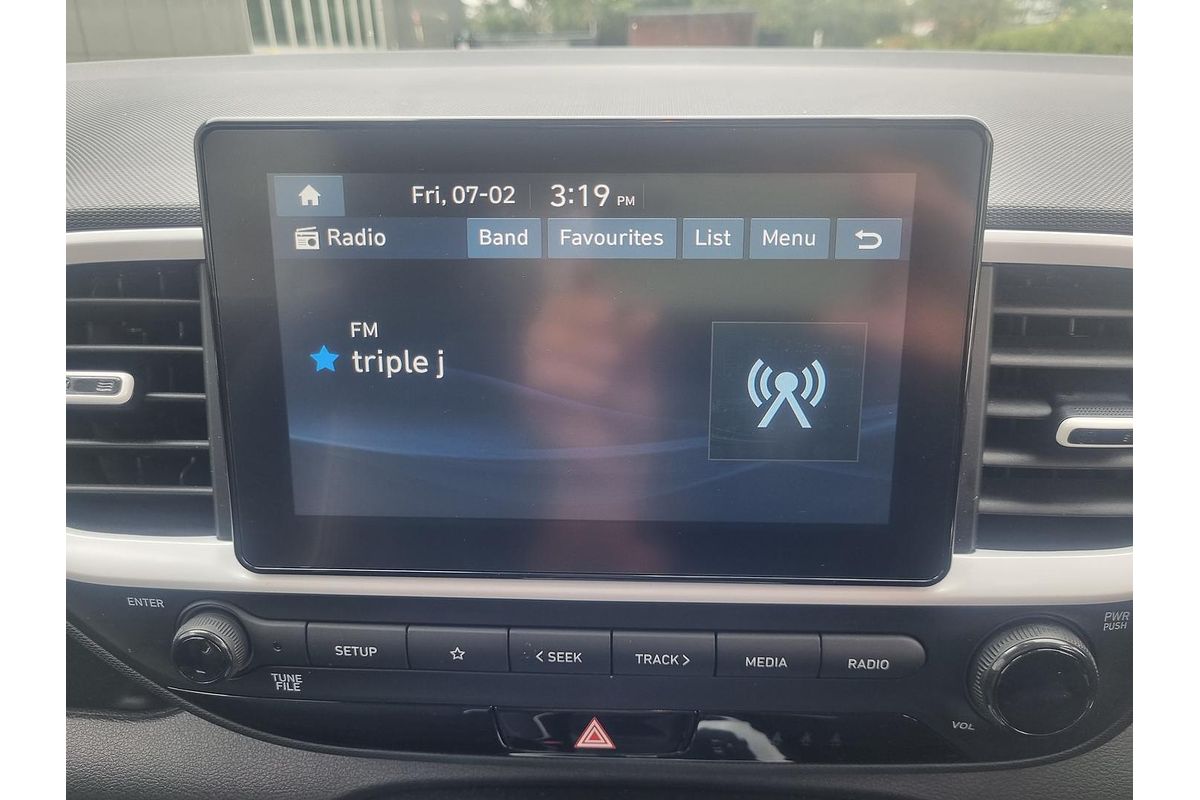 Fri, 07-02 3:19 PM
Radio Band Favourites List Menu
FM
triple j
ENTER
PWR
PUSH
SETUP < SEEK TRACK > MEDIA RADIO
TUNE
FILE
VOL